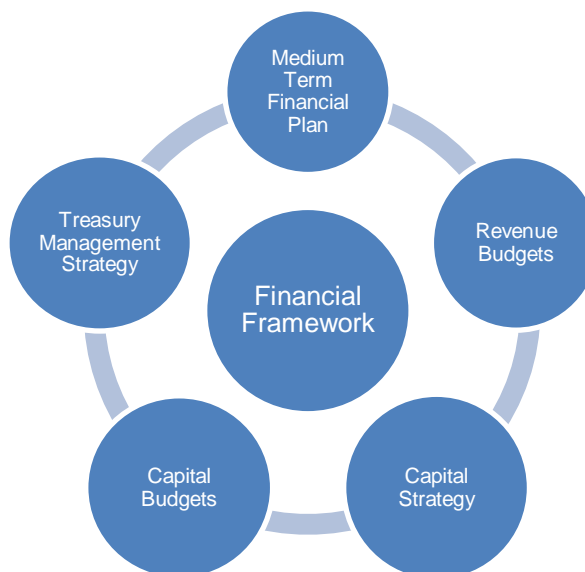 Medium
Term
Financial
Plan
Treasury
Management
Strategy
Revenue
Budgets
Financial
Framework
Capital
Budgets
Capital
Strategy